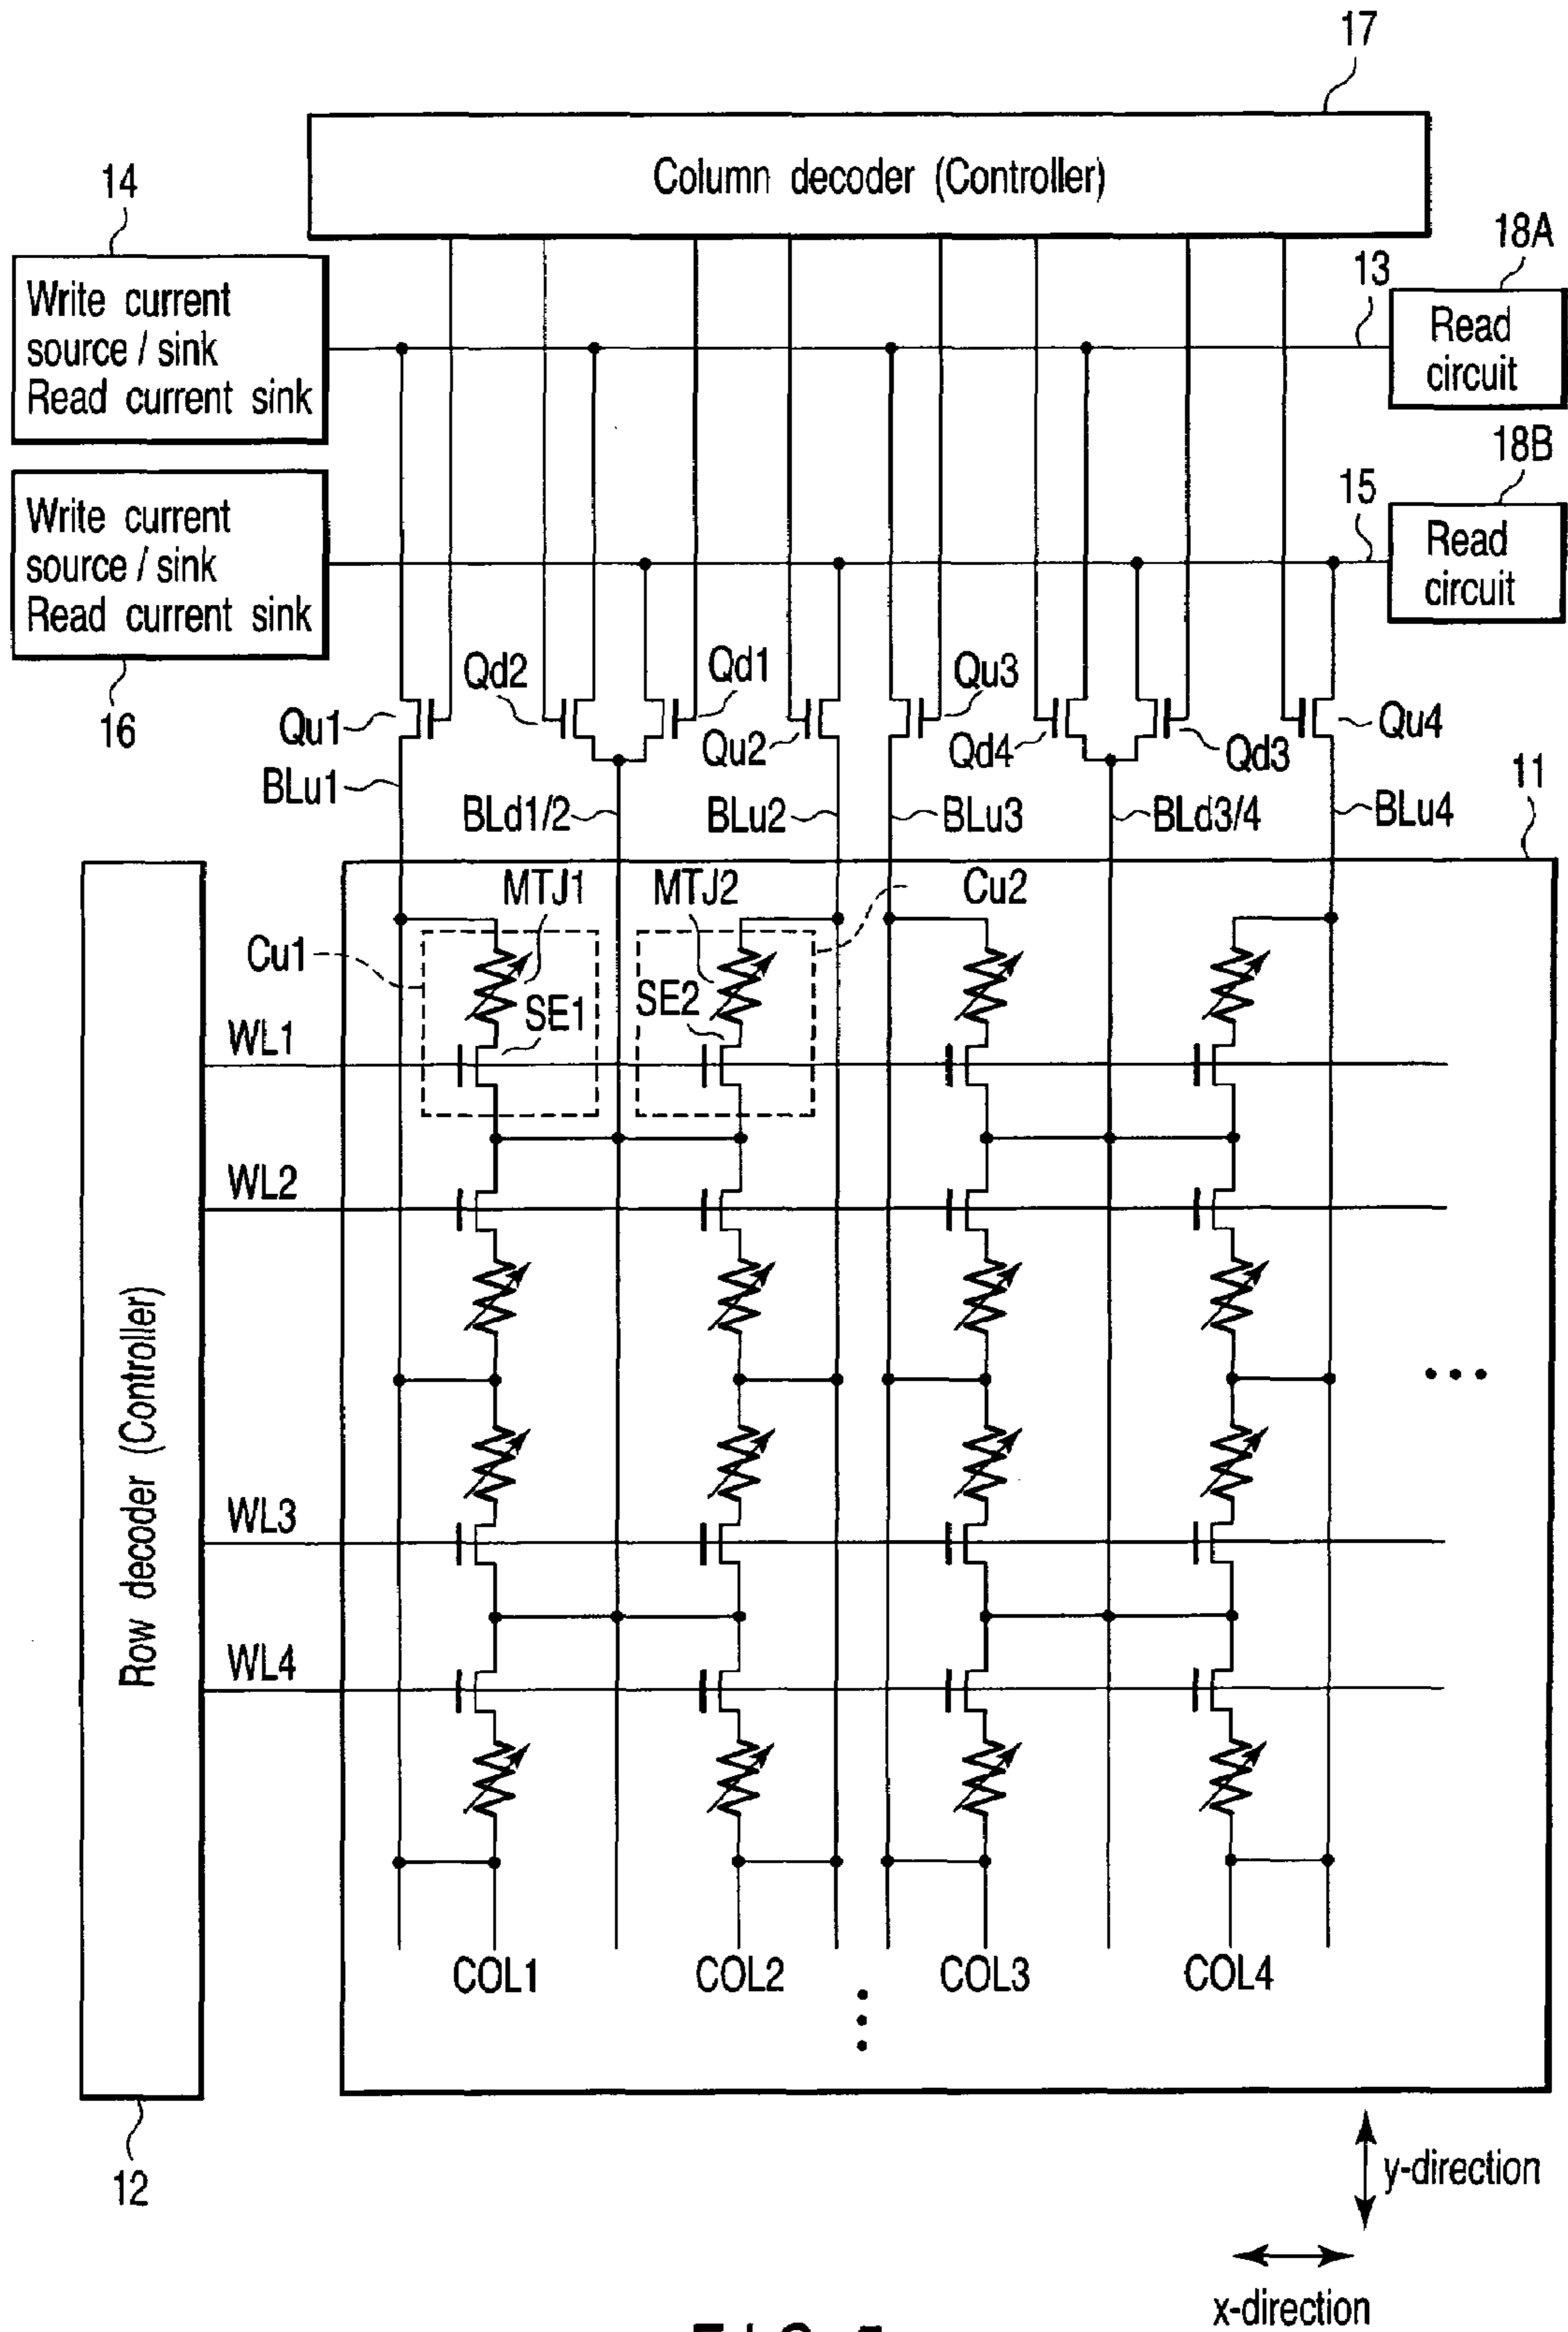 17
Column decoder (Controller)
14
18A
13
Write current
source / sink
Read current sink
Read
circuit
18B
15
Write current
source / sink
Read current sink
Read
circuit
16
Qu1
Qd2
Qd1
Qu2
Qu3
Qd4
Qd3
Qu4
BLu1
BLd1/2
BLu2
BLu3
BLd3/4
BLu4
11
MTJ1
MTJ2
Cu2
Cu1
SE1
SE2
WL1
WL2
Row decoder (Controller)
WL3
WL4
COL1
COL2
COL3
COL4
12
y-direction
x-direction